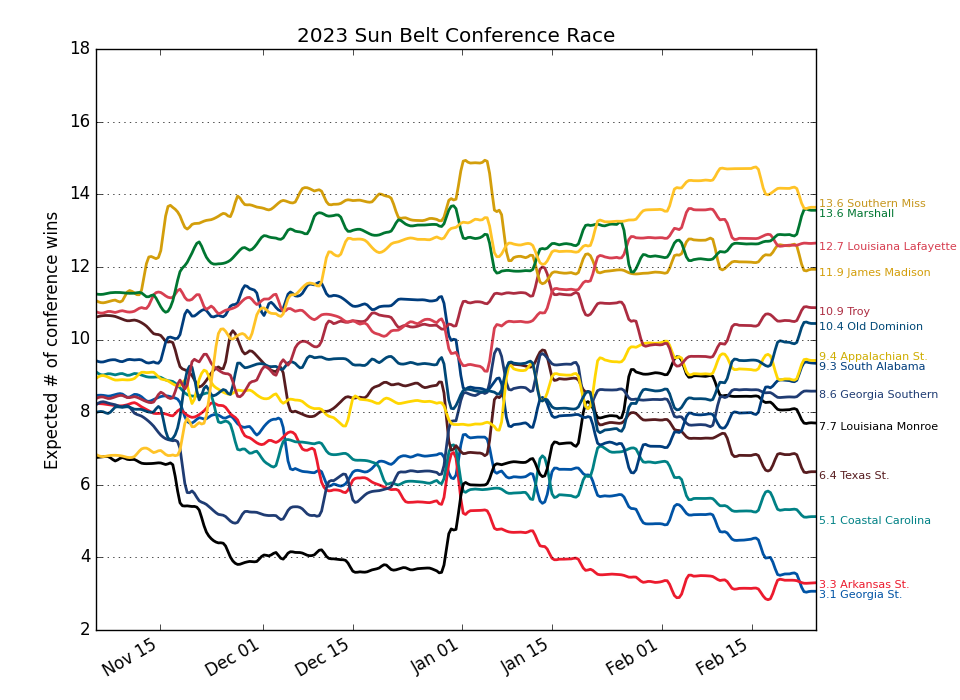 2023 Sun Belt Conference Race
Expected # of conference wins
18
16
14
12
10
8
6
4
2
Nov 15
Dec 01
Dec 15
Jan 01
Jan 15
Feb 01
Feb 15
13.6 Southern Miss
13.6 Marshall
12.7 Louisiana Lafayette
11.9 James Madison
10.9 Troy
10.4 Old Dominion
9.4 Appalachian St.
9.3 South Alabama
8.6 Georgia Southern
7.7 Louisiana Monroe
6.4 Texas St.
5.1 Coastal Carolina
3.3 Arkansas St.
3.1 Georgia St.